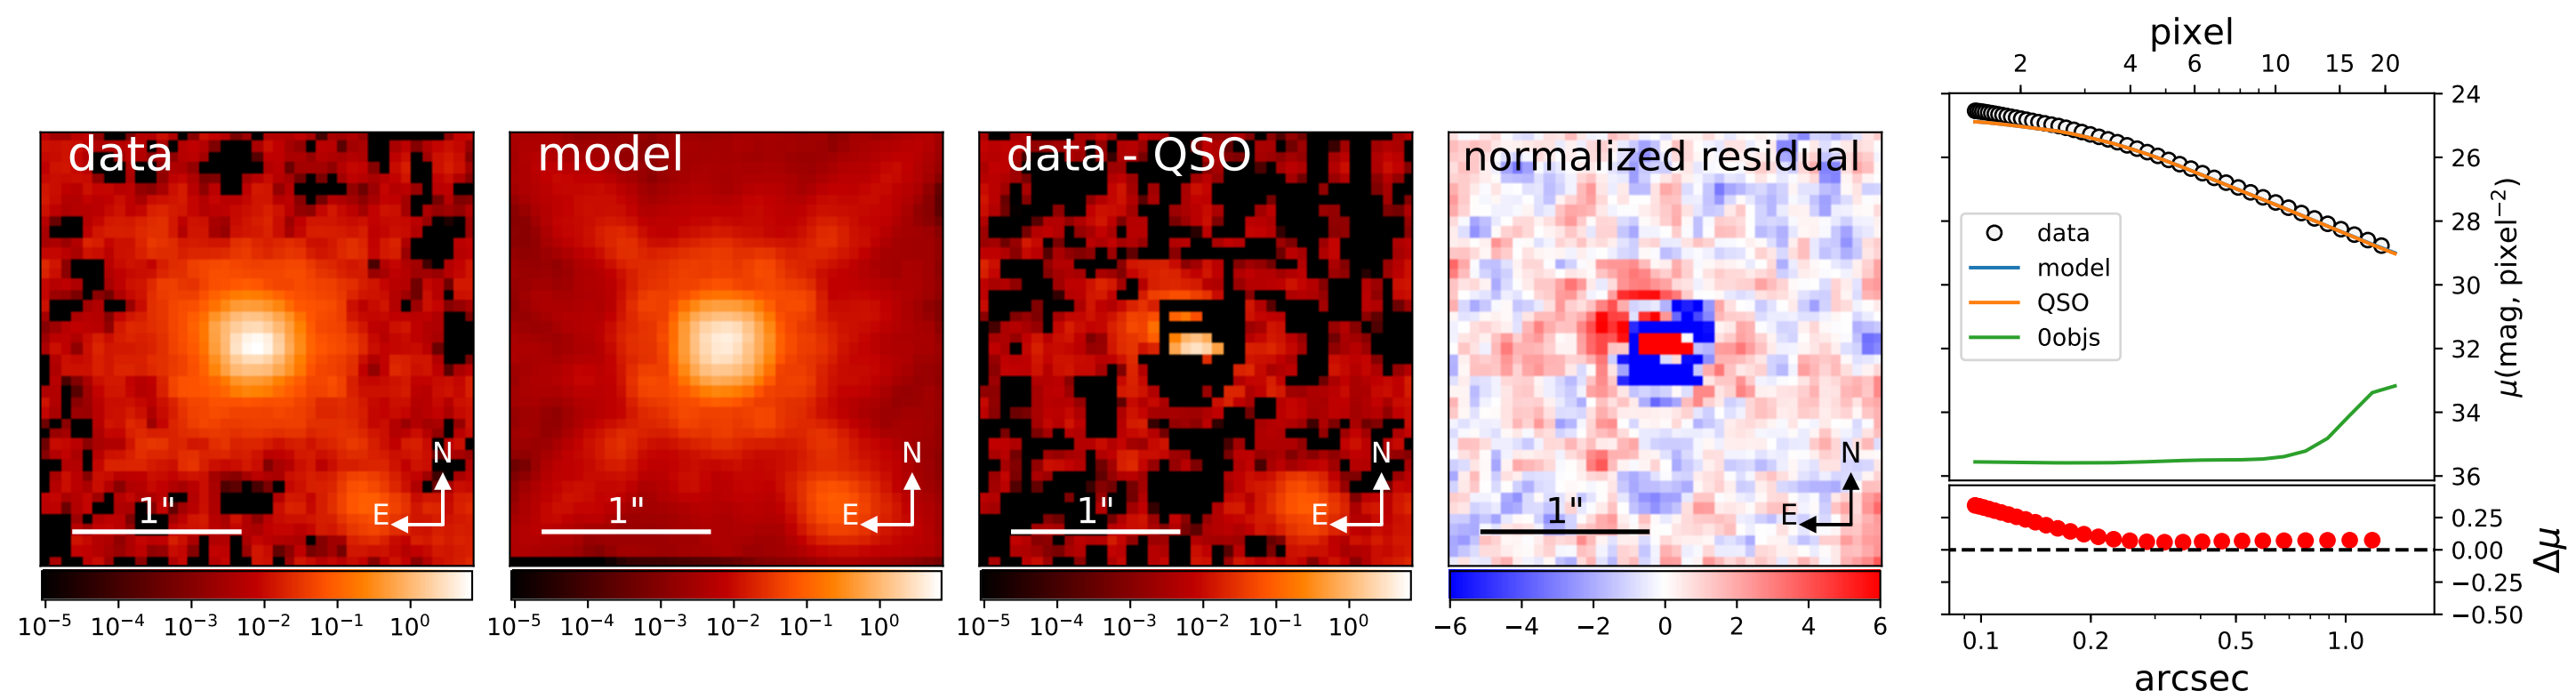 data
N
E
1"
10⁻⁵ 10⁻⁴ 10⁻³ 10⁻² 10⁻¹ 10⁰
model
N
E
1"
10⁻⁵ 10⁻⁴ 10⁻³ 10⁻² 10⁻¹ 10⁰
data - QSO
N
E
1"
10⁻⁵ 10⁻⁴ 10⁻³ 10⁻² 10⁻¹ 10⁰
normalized residual
N
E
1"
−6 −4 −2 0 2 4 6
pixel
2 4 6 10 15 20
24
26
28
30
32
34
36
μ(mag, pixel⁻²)
data
model
QSO
0objs
0.25
0.00
−0.25
−0.50
Δμ
0.1 0.2 0.5 1.0
arcsec